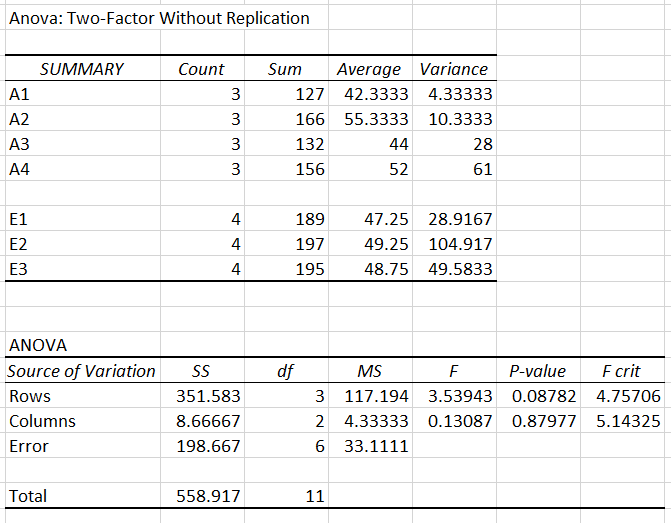 Anova: Two-Factor Without Replication
SUMMARY Count Sum Average Variance
A1 3 127 42.3333 4.33333
A2 3 166 55.3333 10.3333
A3 3 132 44 28
A4 3 156 52 61
E1 4 189 47.25 28.9167
E2 4 197 49.25 104.917
E3 4 195 48.75 49.5833
ANOVA
Source of Variation SS df MS F P-value F crit
Rows 351.583 3 117.194 3.53943 0.08782 4.75706
Columns 8.66667 2 4.33333 0.13087 0.87977 5.14325
Error 198.667 6 33.1111
Total 558.917 11